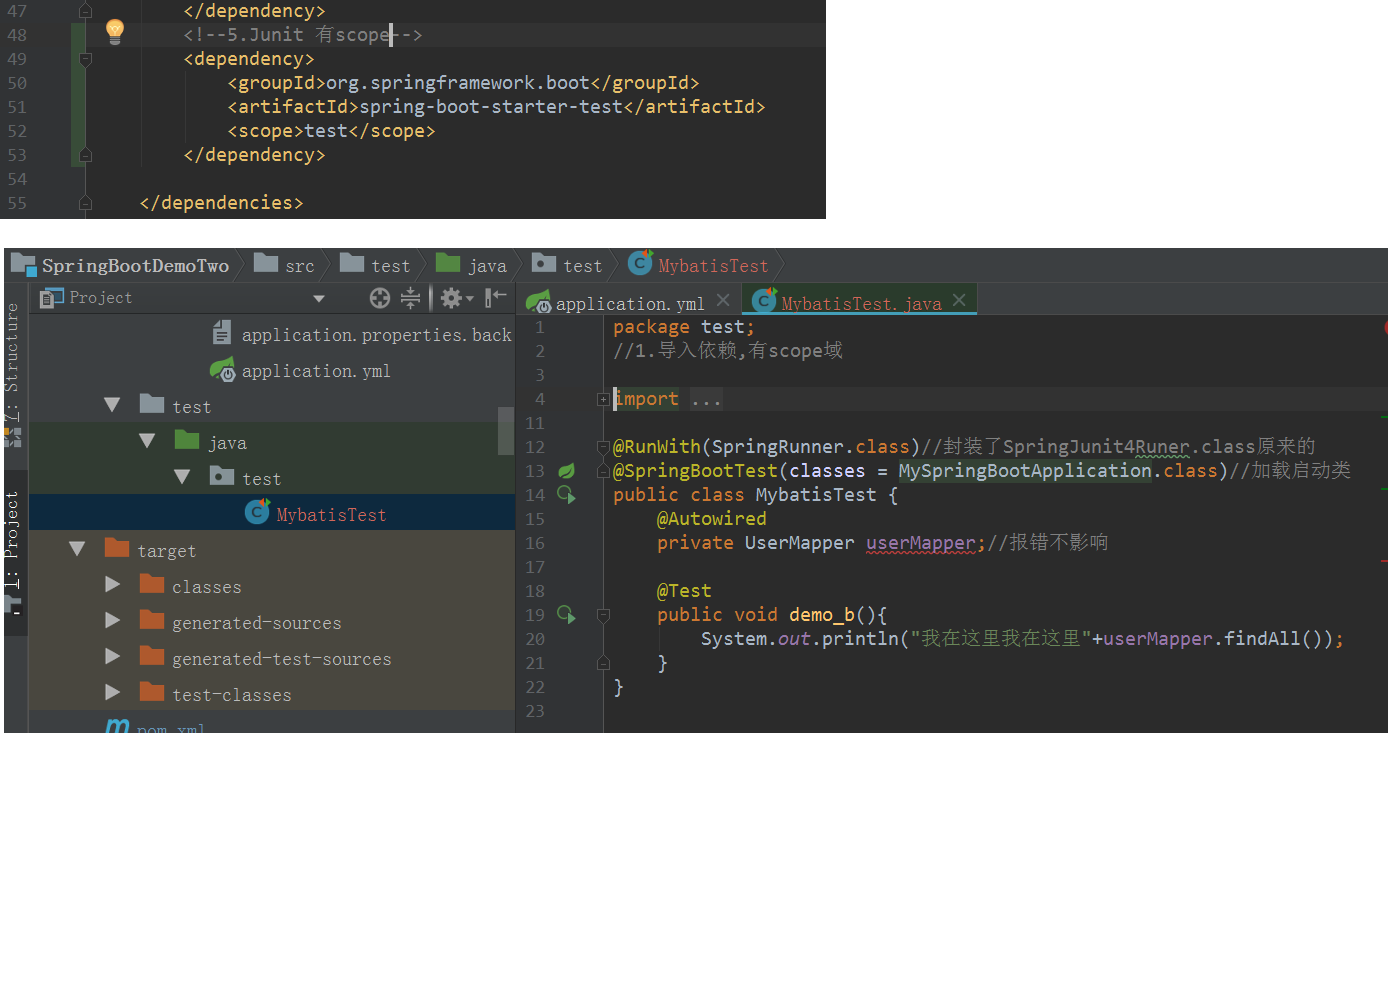 47 </dependency>
48 <!--5.Junit 有scope-->
49 <dependency>
50 <groupId>org.springframework.boot</groupId>
51 <artifactId>spring-boot-starter-test</artifactId>
52 <scope>test</scope>
53 </dependency>
54
55 </dependencies>
SpringBootDemoTwo src test java test MybatisTest
Project
application.yml MybatisTest.java
7: Structure
1: Project
application.properties.back
application.yml
test
java
test
MybatisTest
target
classes
generated-sources
generated-test-sources
test-classes
pom.xml
1 package test;
2 //1.导入依赖,有scope域
3
4 import ...
11
12 @RunWith(SpringRunner.class)//封装了SpringJunit4Runer.class原来的
13 @SpringBootTest(classes = MySpringBootApplication.class)//加载启动类
14 public class MybatisTest {
15 @Autowired
16 private UserMapper userMapper;//报错不影响
17
18 @Test
19 public void demo_b(){
20 System.out.println("我在这里我在这里"+userMapper.findAll());
21 }
22 }
23